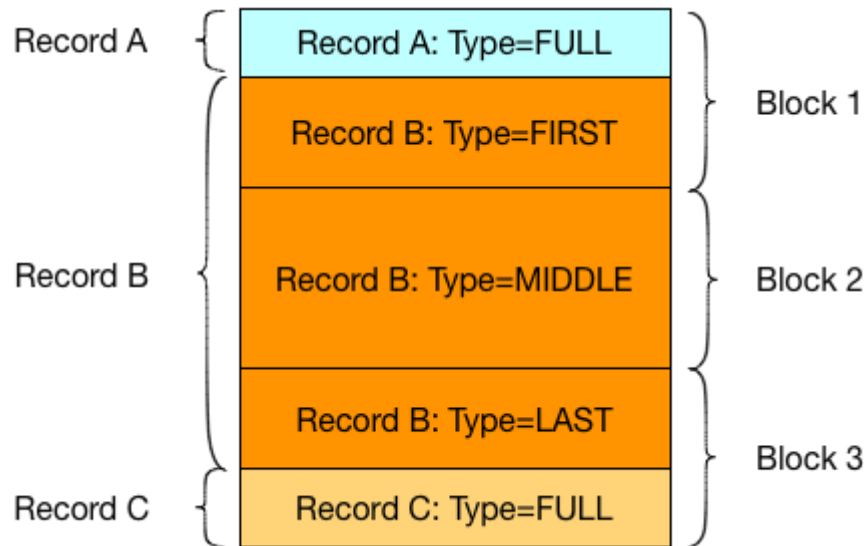 Record A
Record A: Type=FULL
Block 1
Record B: Type=FIRST
Record B
Record B: Type=MIDDLE
Block 2
Record B: Type=LAST
Block 3
Record C
Record C: Type=FULL